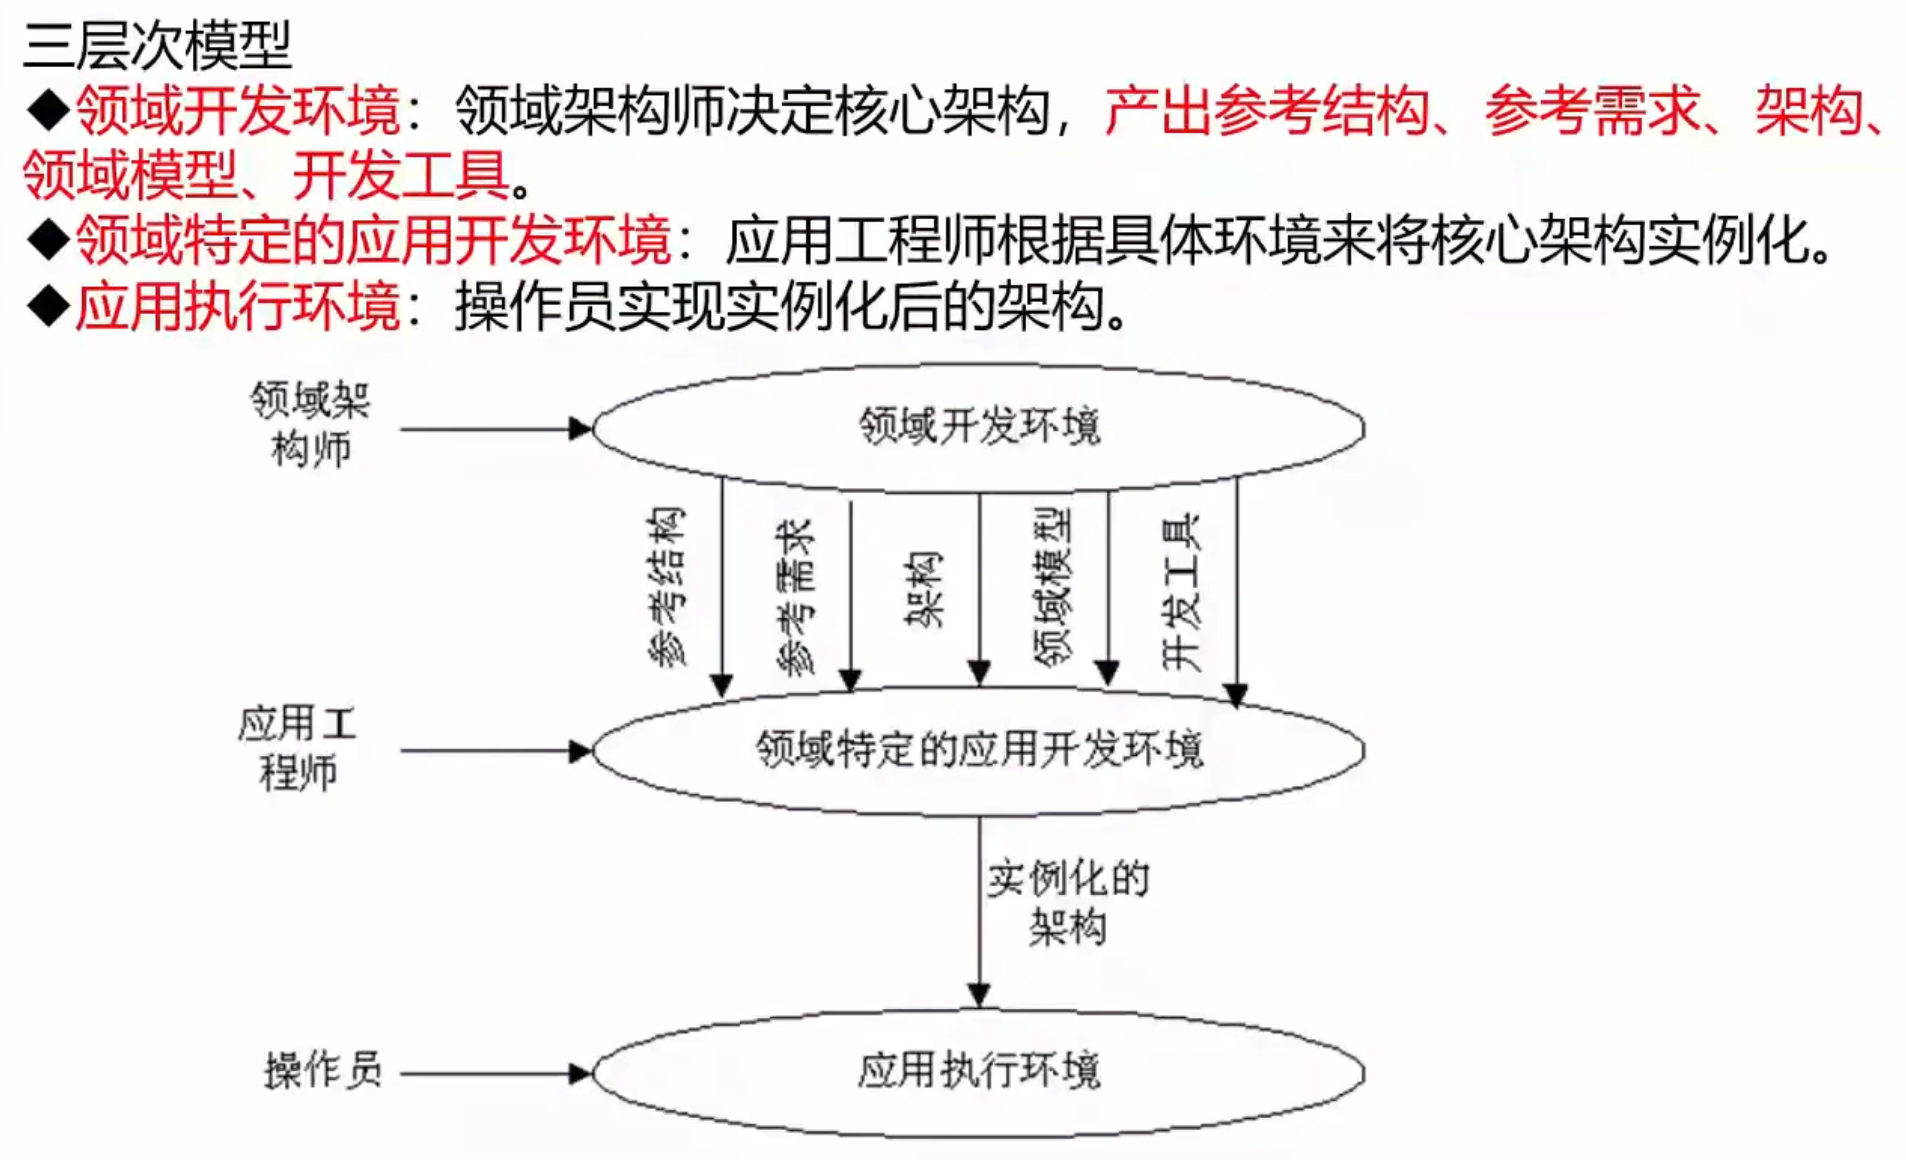 三层次模型
◆领域开发环境：领域架构师决定核心架构，产出参考结构、参考需求、架构、
领域模型、开发工具。
◆领域特定的应用开发环境：应用工程师根据具体环境来将核心架构实例化。
◆应用执行环境：操作员实现实例化后的架构。
领域架
构师
领域开发环境
参考结构
参考需求
架构
领域模型
开发工具
应用工
程师
领域特定的应用开发环境
实例化的
架构
操作员
应用执行环境